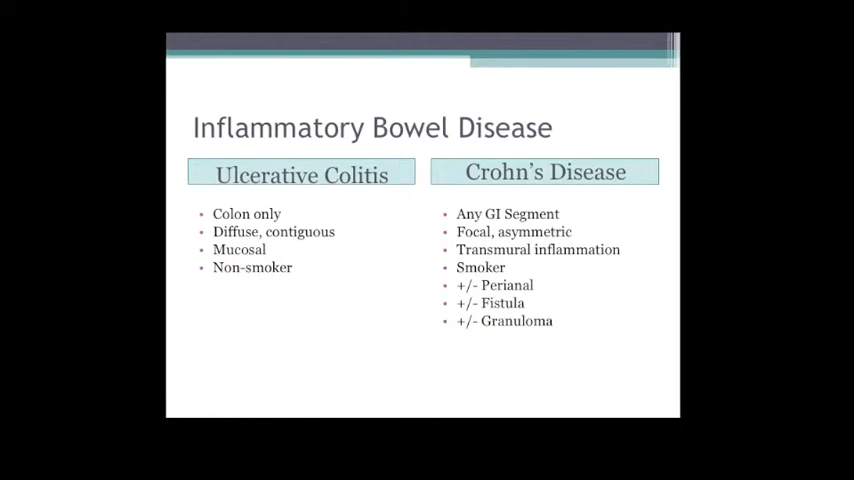 Inflammatory Bowel Disease
Ulcerative Colitis
• Colon only
• Diffuse, contiguous
• Mucosal
• Non-smoker
Crohn's Disease
• Any GI Segment
• Focal, asymmetric
• Transmural inflammation
• Smoker
• +/- Perianal
• +/- Fistula
• +/- Granuloma